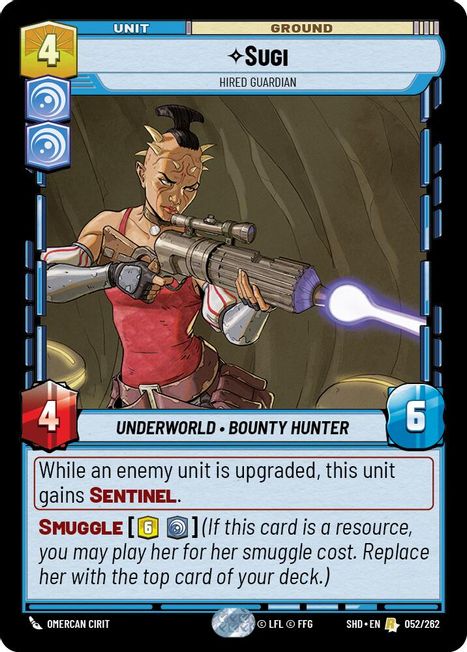 UNIT
GROUND
4
✧SUGI
HIRED GUARDIAN
4
UNDERWORLD • BOUNTY HUNTER
6
While an enemy unit is upgraded, this unit
gains SENTINEL.
SMUGGLE [6 ](If this card is a resource,
you may play her for her smuggle cost. Replace
her with the top card of your deck.)
OMERCAN CIRIT
© LFL © FFG
SHD • EN
R
052/262